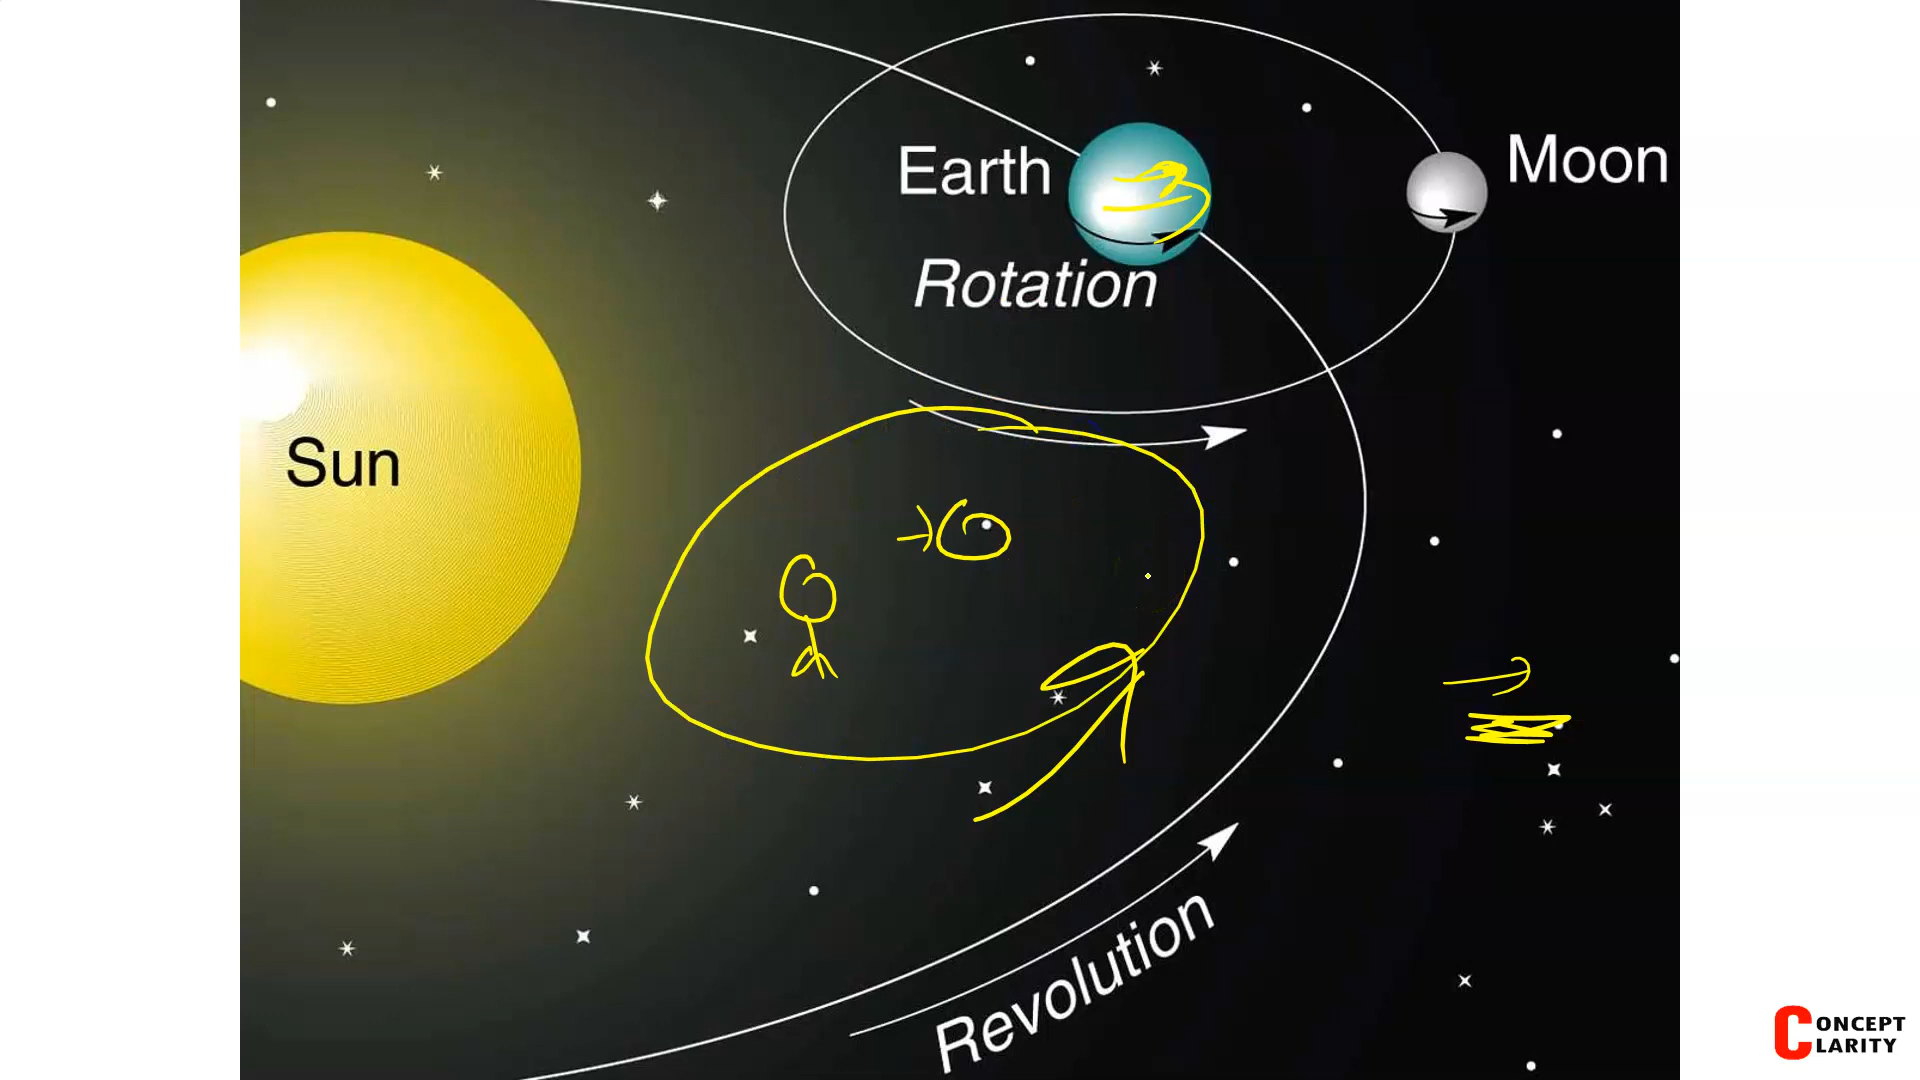 Earth
Moon
Rotation
Sun
Revolution
CONCEPT
CLARITY